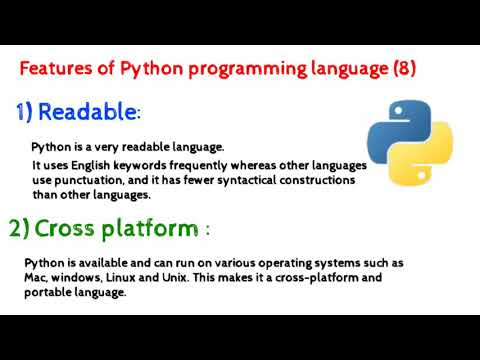 Features of Python programming language (8)
1) Readable:
Python is a very readable language.
It uses English keywords frequently whereas other languages
use punctuation, and it has fewer syntactical constructions
than other languages.
2) Cross platform :
Python is available and can run on various operating systems such as
Mac, windows, Linux and Unix. This makes it a cross-platform and
portable language.